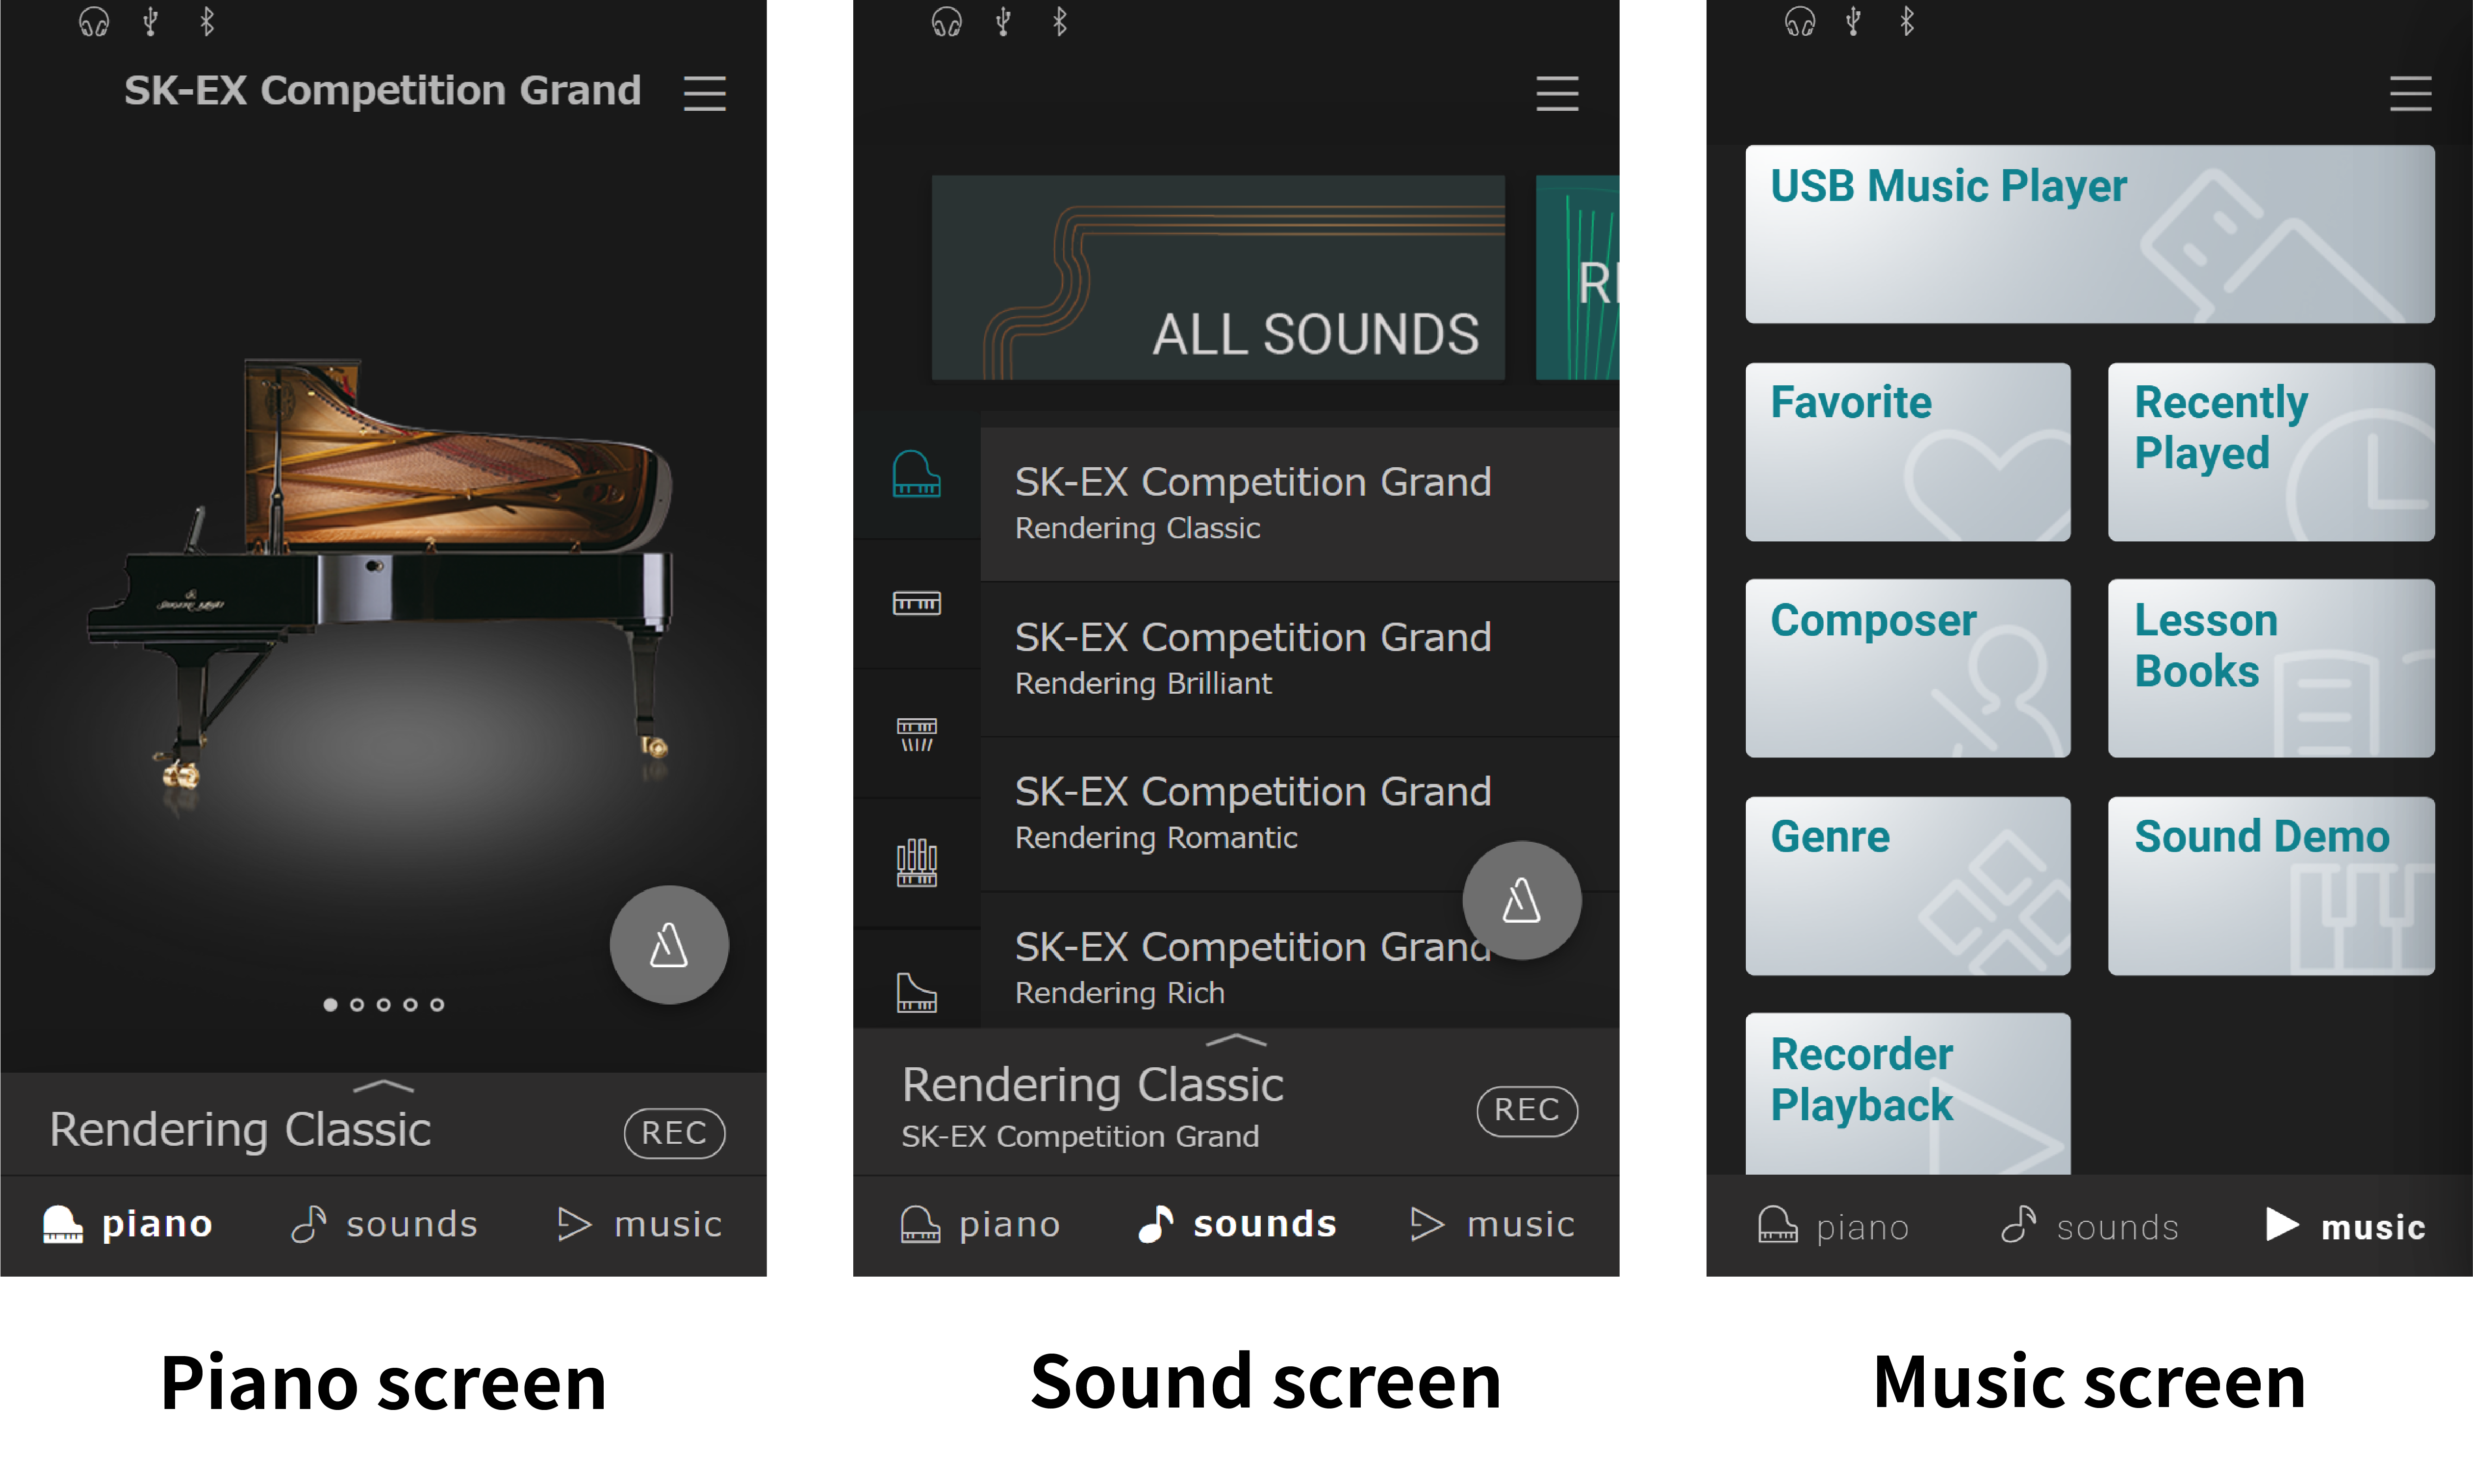 SK-EX Competition Grand
Rendering Classic
REC
piano
sounds
music
Piano screen
ALL SOUNDS
SK-EX Competition Grand
Rendering Classic
SK-EX Competition Grand
Rendering Brilliant
SK-EX Competition Grand
Rendering Romantic
SK-EX Competition Grand
Rendering Rich
Rendering Classic
SK-EX Competition Grand
REC
piano
sounds
music
Sound screen
USB Music Player
Favorite
Recently
Played
Composer
Lesson
Books
Genre
Sound Demo
Recorder
Playback
piano
sounds
music
Music screen